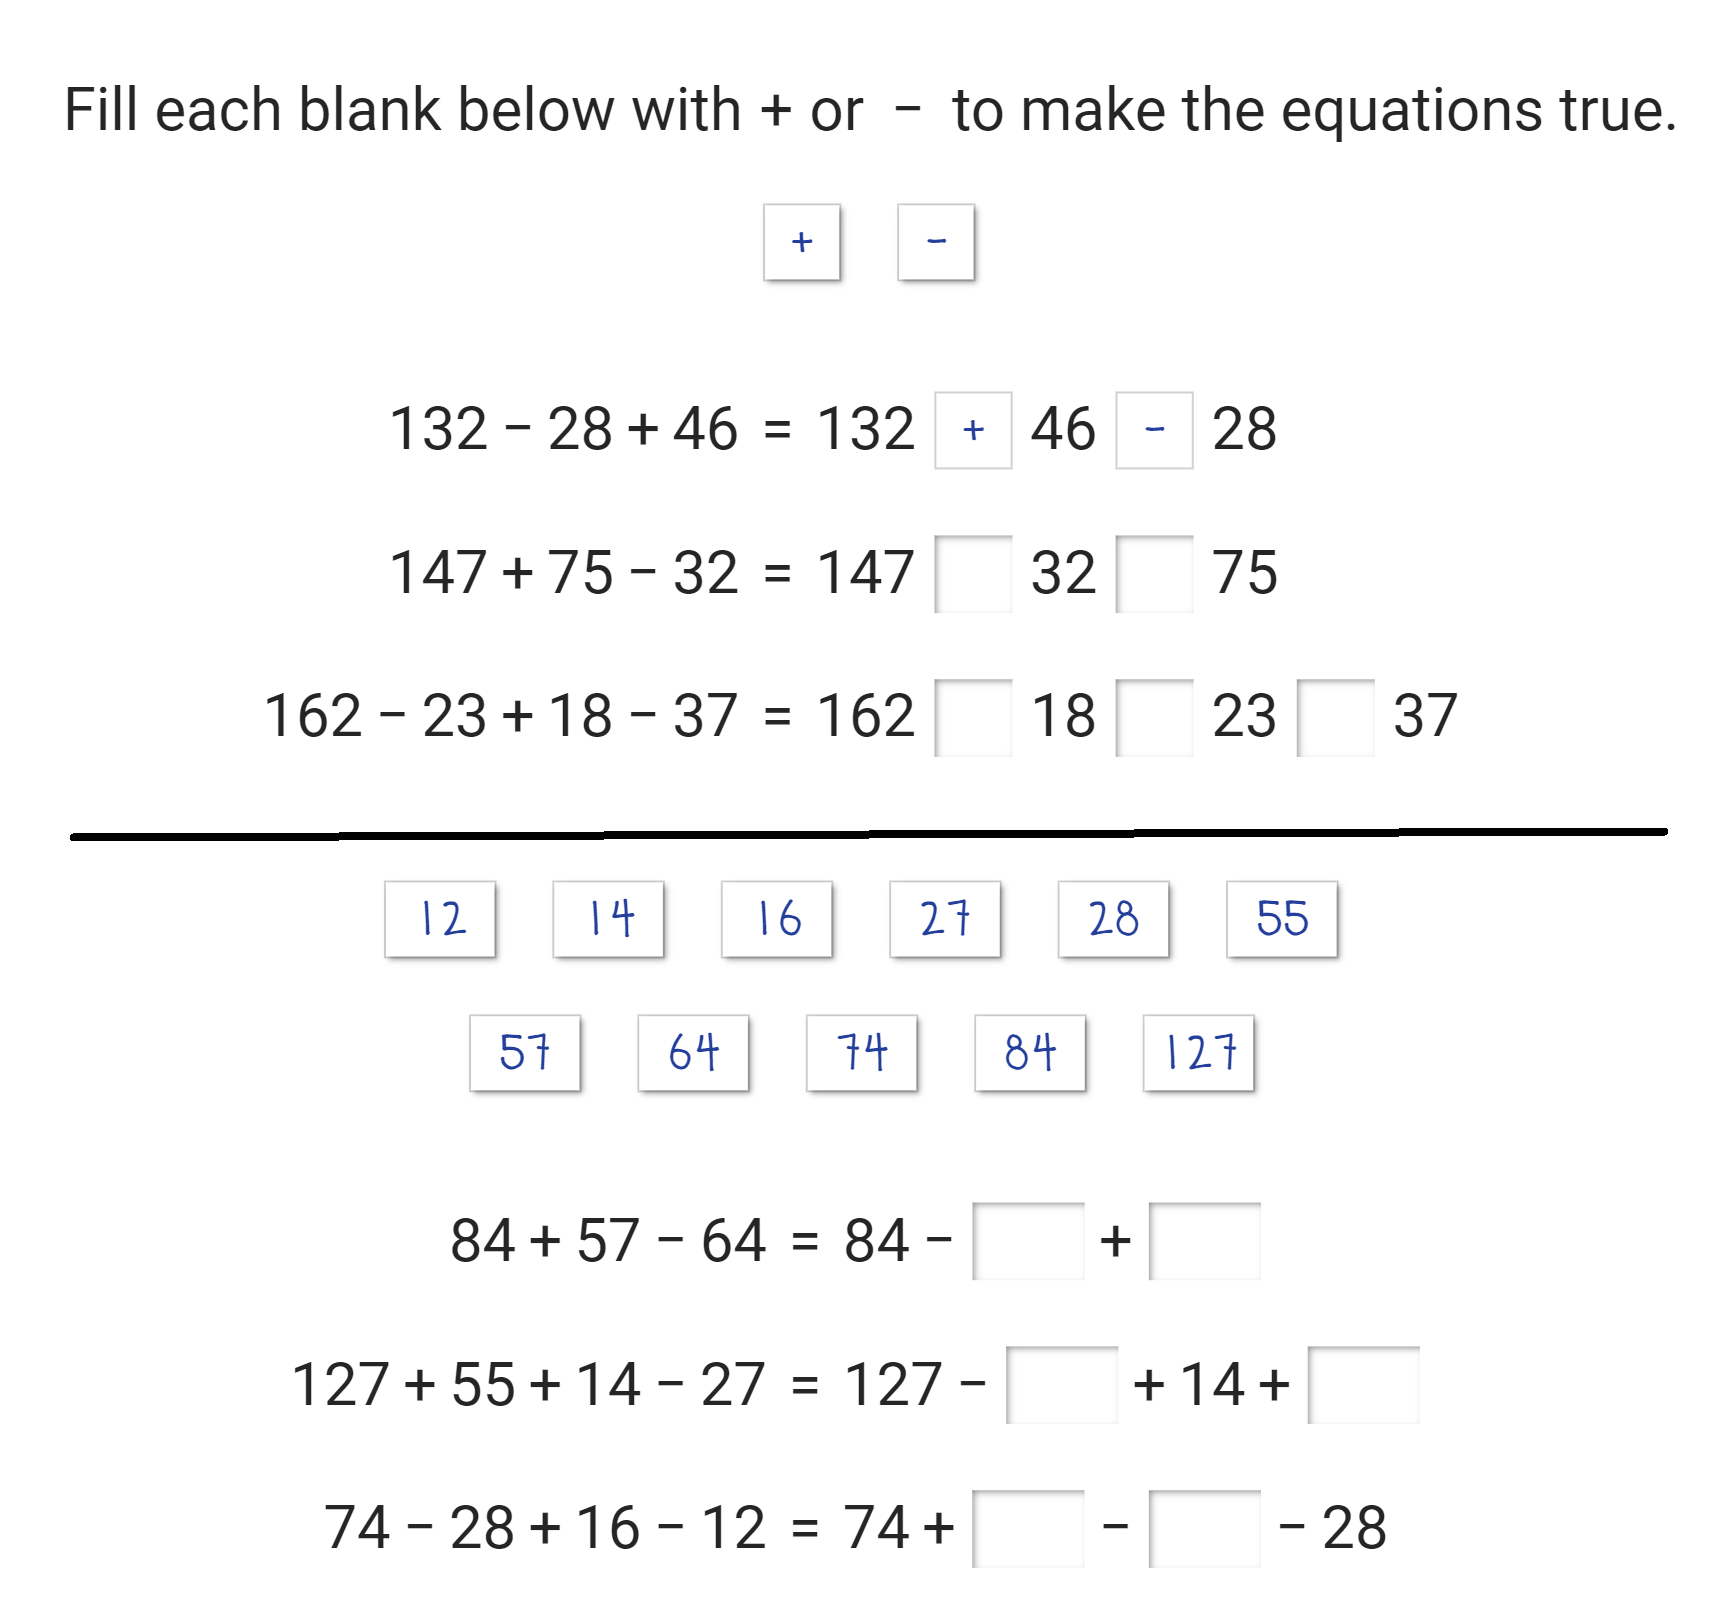 Fill each blank below with + or − to make the equations true.
+ −
132 − 28 + 46 = 132 + 46 − 28
147 + 75 − 32 = 147 32 75
162 − 23 + 18 − 37 = 162 18 23 37
12 14 16 27 28 55
57 64 74 84 127
84 + 57 − 64 = 84 − +
127 + 55 + 14 − 27 = 127 − + 14 +
74 − 28 + 16 − 12 = 74 + − − 28